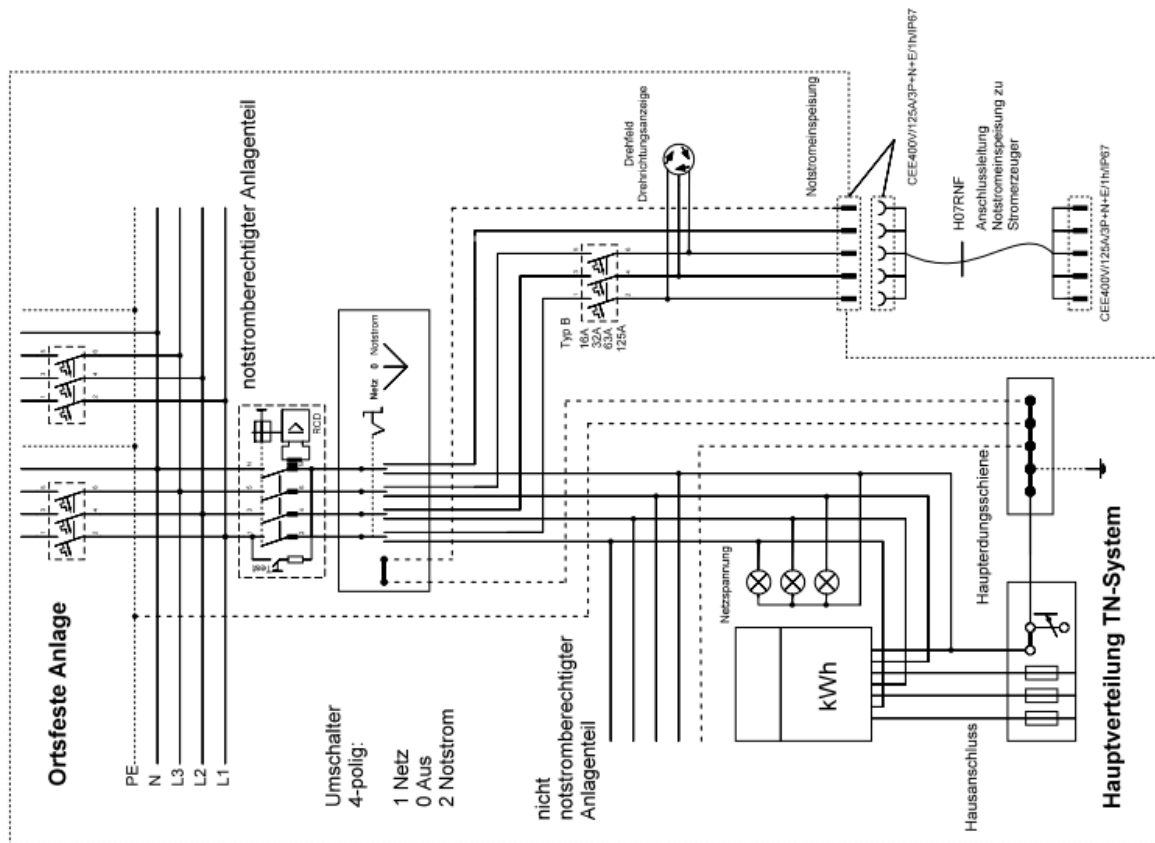 Ortsfeste Anlage
PE
N
L3
L2
L1
notstromberechtigter Anlagenteil
RCD
Test
Umschalter
4-polig:
1 Netz
0 Aus
2 Notstrom
Netz 0 Notstrom
nicht
notstromberechtigter
Anlagenteil
Typ B
16A
32A
63A
125A
Drehfeld
Drehrichtungsanzeige
Notstromeinspeisung
CEE400V/125A/3P+N+E/1h/IP67
H07RNF
Anschlussleitung
Notstromeinspeisung zu
Stromerzeuger
CEE400V/125A/3P+N+E/1h/IP67
Netzspannung
kWh
Haupterdungsschiene
Hausanschluss
Hauptverteilung TN-System